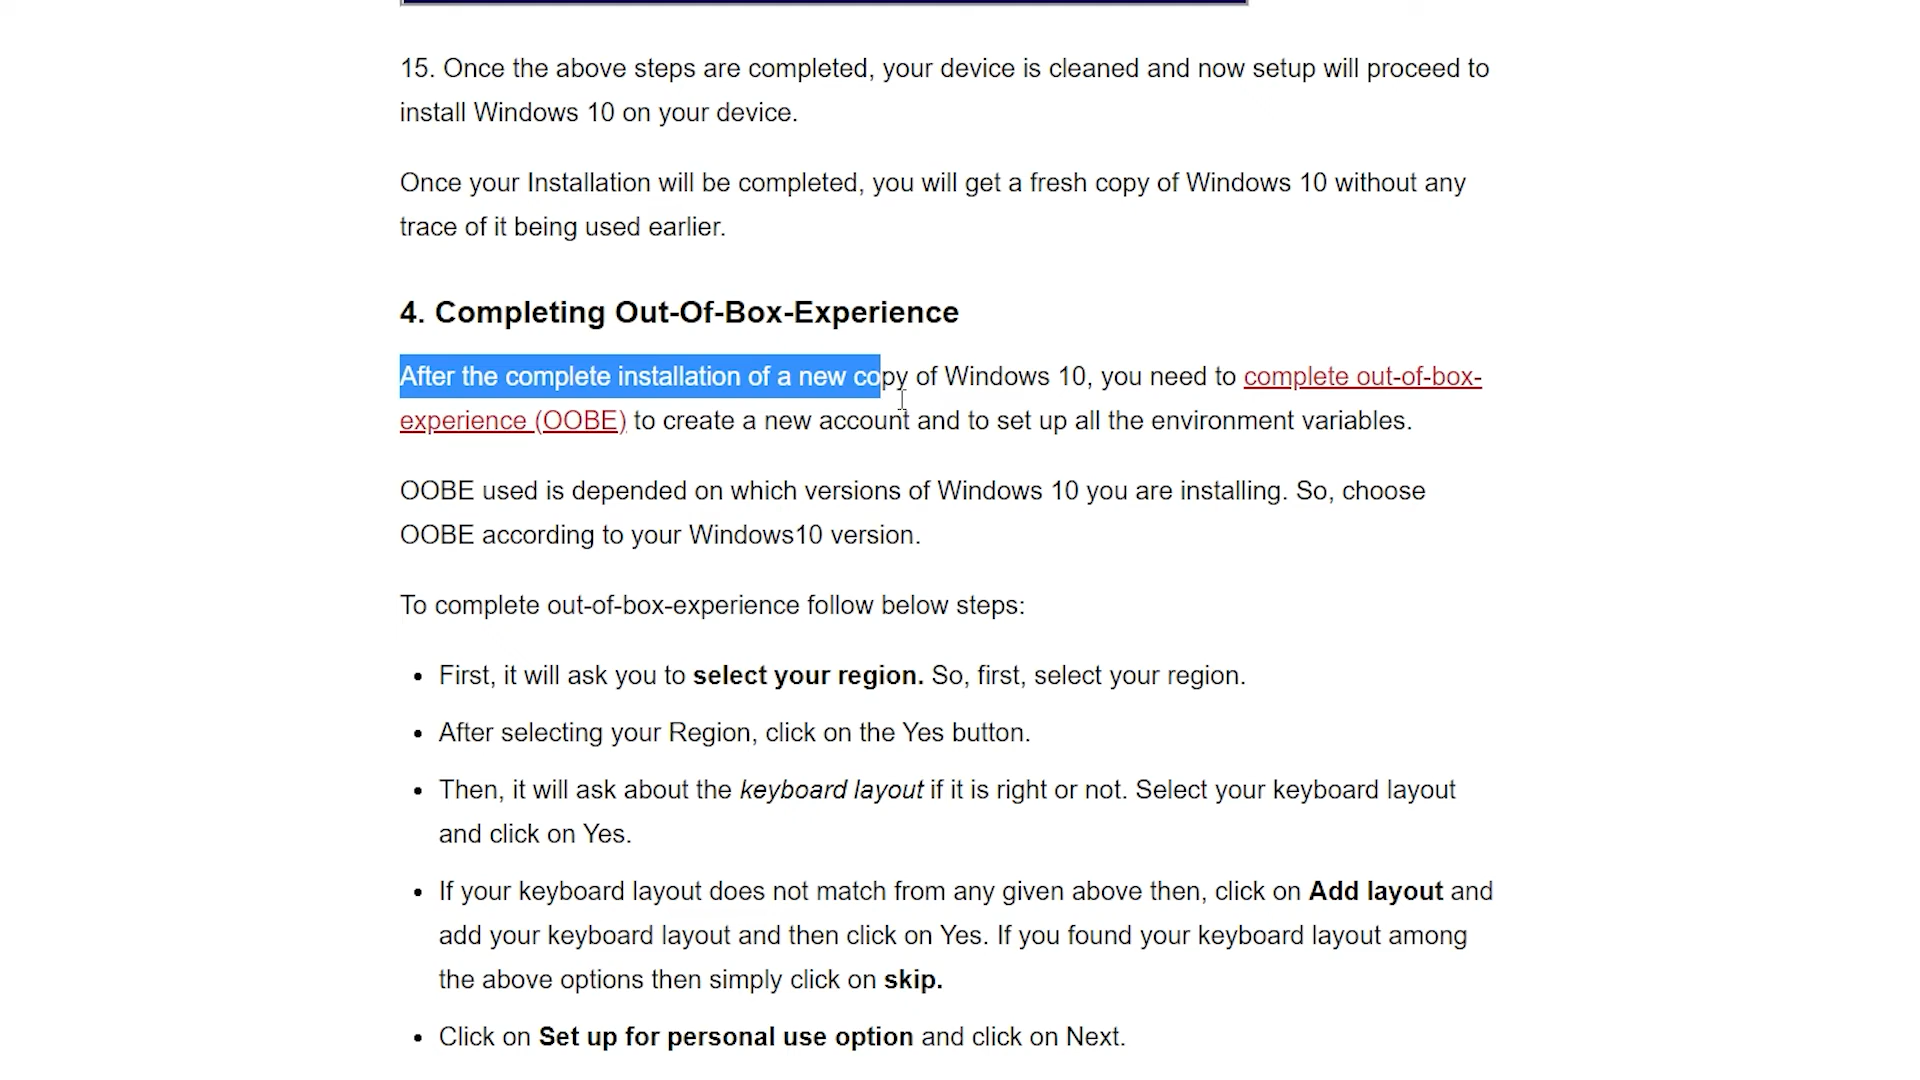 15. Once the above steps are completed, your device is cleaned and now setup will proceed to
install Windows 10 on your device.
Once your Installation will be completed, you will get a fresh copy of Windows 10 without any
trace of it being used earlier.
4. Completing Out-Of-Box-Experience
After the complete installation of a new copy of Windows 10, you need to complete out-of-box-
experience (OOBE) to create a new account and to set up all the environment variables.
OOBE used is depended on which versions of Windows 10 you are installing. So, choose
OOBE according to your Windows10 version.
To complete out-of-box-experience follow below steps:
• First, it will ask you to select your region. So, first, select your region.
• After selecting your Region, click on the Yes button.
• Then, it will ask about the keyboard layout if it is right or not. Select your keyboard layout
and click on Yes.
• If your keyboard layout does not match from any given above then, click on Add layout and
add your keyboard layout and then click on Yes. If you found your keyboard layout among
the above options then simply click on skip.
• Click on Set up for personal use option and click on Next.